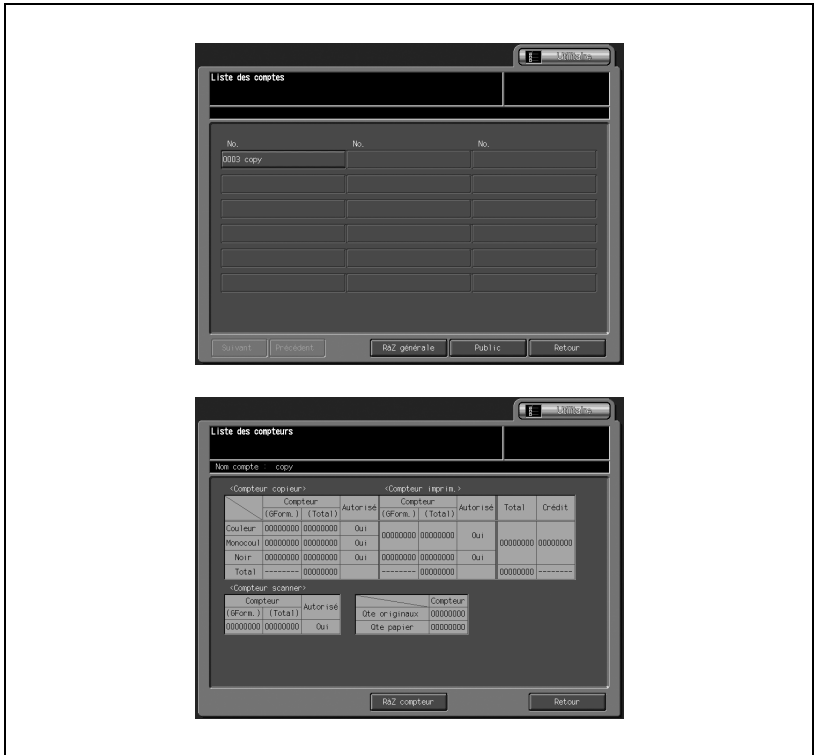 Utilitaire
Liste des comptes
No. No. No.
0003 copy
Suivant Précédent RàZ générale Public Retour
Utilitaire
Liste des compteurs
Nom compte : copy
<Compteur copieur> <Compteur imprim.>
Compteur Autorisé Compteur Autorisé Total Crédit
(GForm.) (Total) (GForm.) (Total)
Couleur 00000000 00000000 Oui 00000000 00000000 Oui 00000000 00000000
Monocoul 00000000 00000000 Oui
Noir 00000000 00000000 Oui 00000000 00000000 Oui
Total -------- 00000000 -------- 00000000 00000000 --------
<Compteur scanner>
Compteur Autorisé Compteur
(GForm.) (Total) Qte originaux 00000000
00000000 00000000 Oui Qte papier 00000000
RàZ compteur Retour